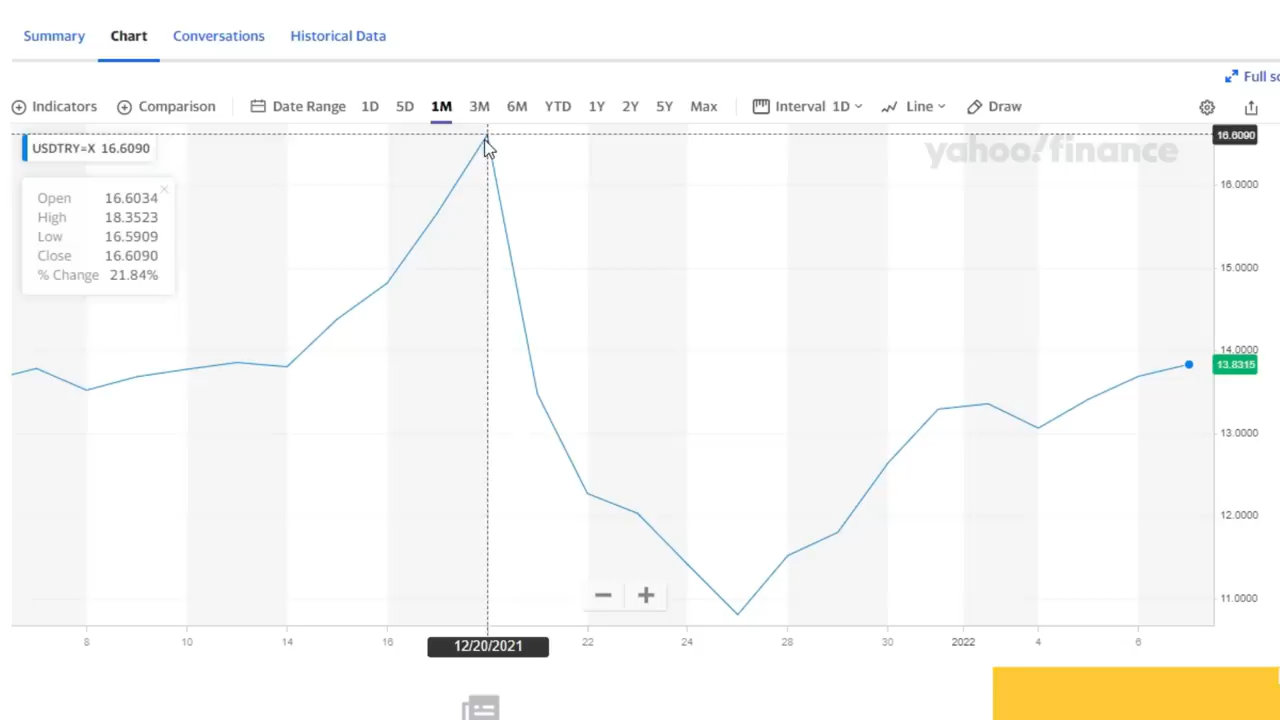 Summary Chart Conversations Historical Data
Full sc
Indicators Comparison Date Range 1D 5D 1M 3M 6M YTD 1Y 2Y 5Y Max Interval 1D Line Draw
USDTRY=X 16.6090
yahoo!finance
16.6090
Open 16.6034
High 18.3523
Low 16.5909
Close 16.6090
% Change 21.84%
16.0000
15.0000
14.0000
13.8315
13.0000
12.0000
11.0000
8 10 14 16 12/20/2021 22 24 28 30 2022 4 6